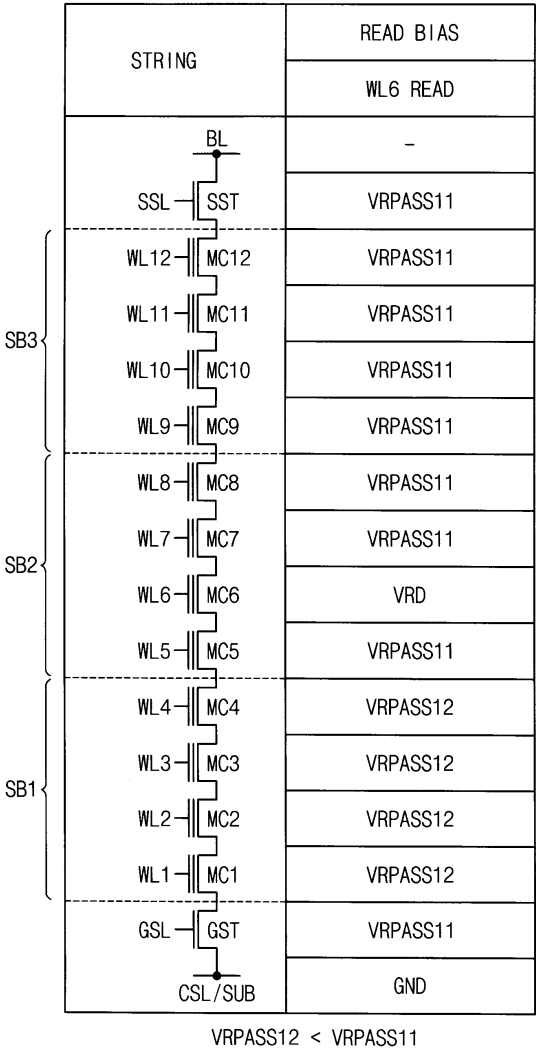 STRING READ BIAS
WL6 READ
BL -
SSL SST VRPASS11
WL12 MC12 VRPASS11
WL11 MC11 VRPASS11
SB3
WL10 MC10 VRPASS11
WL9 MC9 VRPASS11
WL8 MC8 VRPASS11
WL7 MC7 VRPASS11
SB2
WL6 MC6 VRD
WL5 MC5 VRPASS11
WL4 MC4 VRPASS12
WL3 MC3 VRPASS12
SB1
WL2 MC2 VRPASS12
WL1 MC1 VRPASS12
GSL GST VRPASS11
CSL/SUB GND
VRPASS12 < VRPASS11